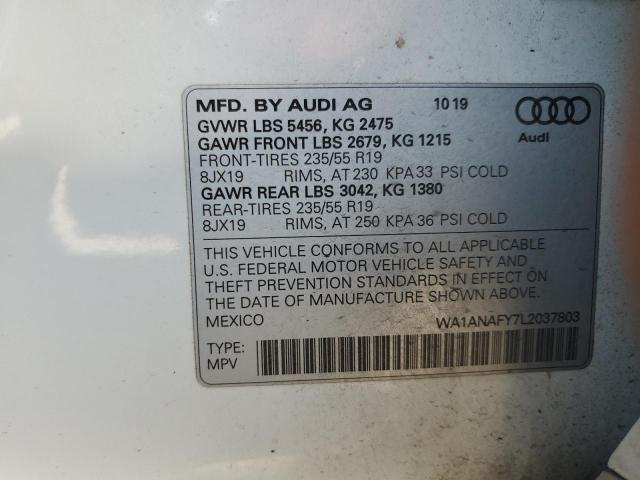 MFD. BY AUDI AG 10 19
GVWR LBS 5456, KG 2475
GAWR FRONT LBS 2679, KG 1215
FRONT-TIRES 235/55 R19
8JX19 RIMS, AT 230 KPA 33 PSI COLD
GAWR REAR LBS 3042, KG 1380
REAR-TIRES 235/55 R19
8JX19 RIMS, AT 250 KPA 36 PSI COLD
Audi
THIS VEHICLE CONFORMS TO ALL APPLICABLE
U.S. FEDERAL MOTOR VEHICLE SAFETY AND
THEFT PREVENTION STANDARDS IN EFFECT ON
THE DATE OF MANUFACTURE SHOWN ABOVE.
MEXICO WA1ANAFY7L2037803
TYPE:
MPV